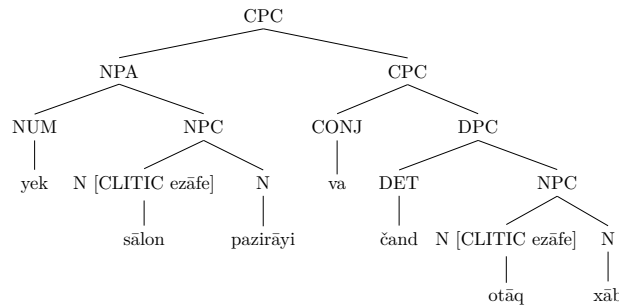 CPC
NPA CPC
NUM NPC CONJ DPC
yek N [CLITIC ezāfe] N va DET NPC
sālon pazirāyi čand N [CLITIC ezāfe] N
otāq xāb